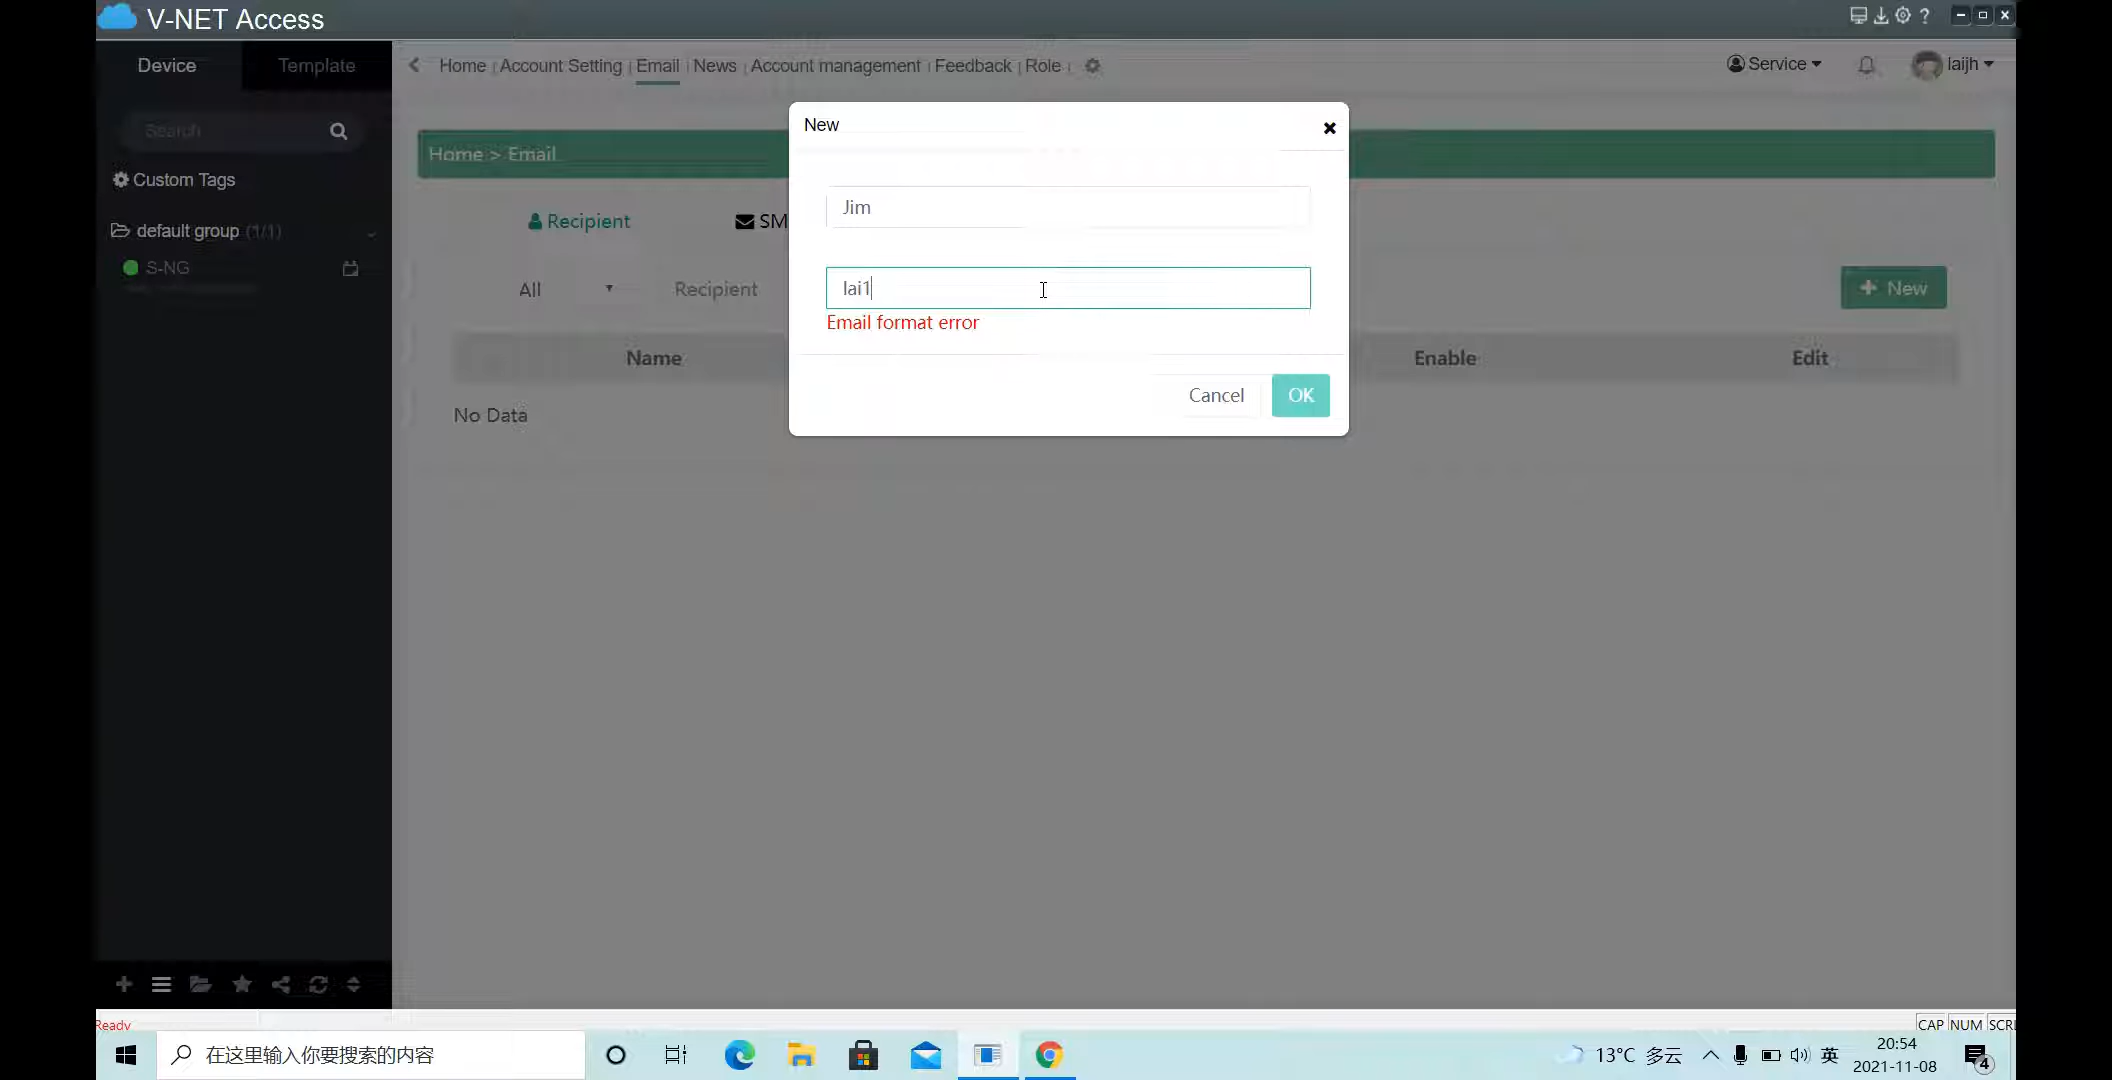 V-NET Access
?
Device
Template
Home
Account Setting
Email
News
Account management
Feedback
Role
Service
laijh
Search
Custom Tags
default group (1/1)
S-NG
Home > Email
Recipient
SM
All
Recipient
+ New
Name
Enable
Edit
No Data
New
Jim
lai1
Email format error
Cancel
OK
Ready
CAP
NUM
SCR
在这里输入你要搜索的内容
13°C 多云
英
20:54
2021-11-08
4